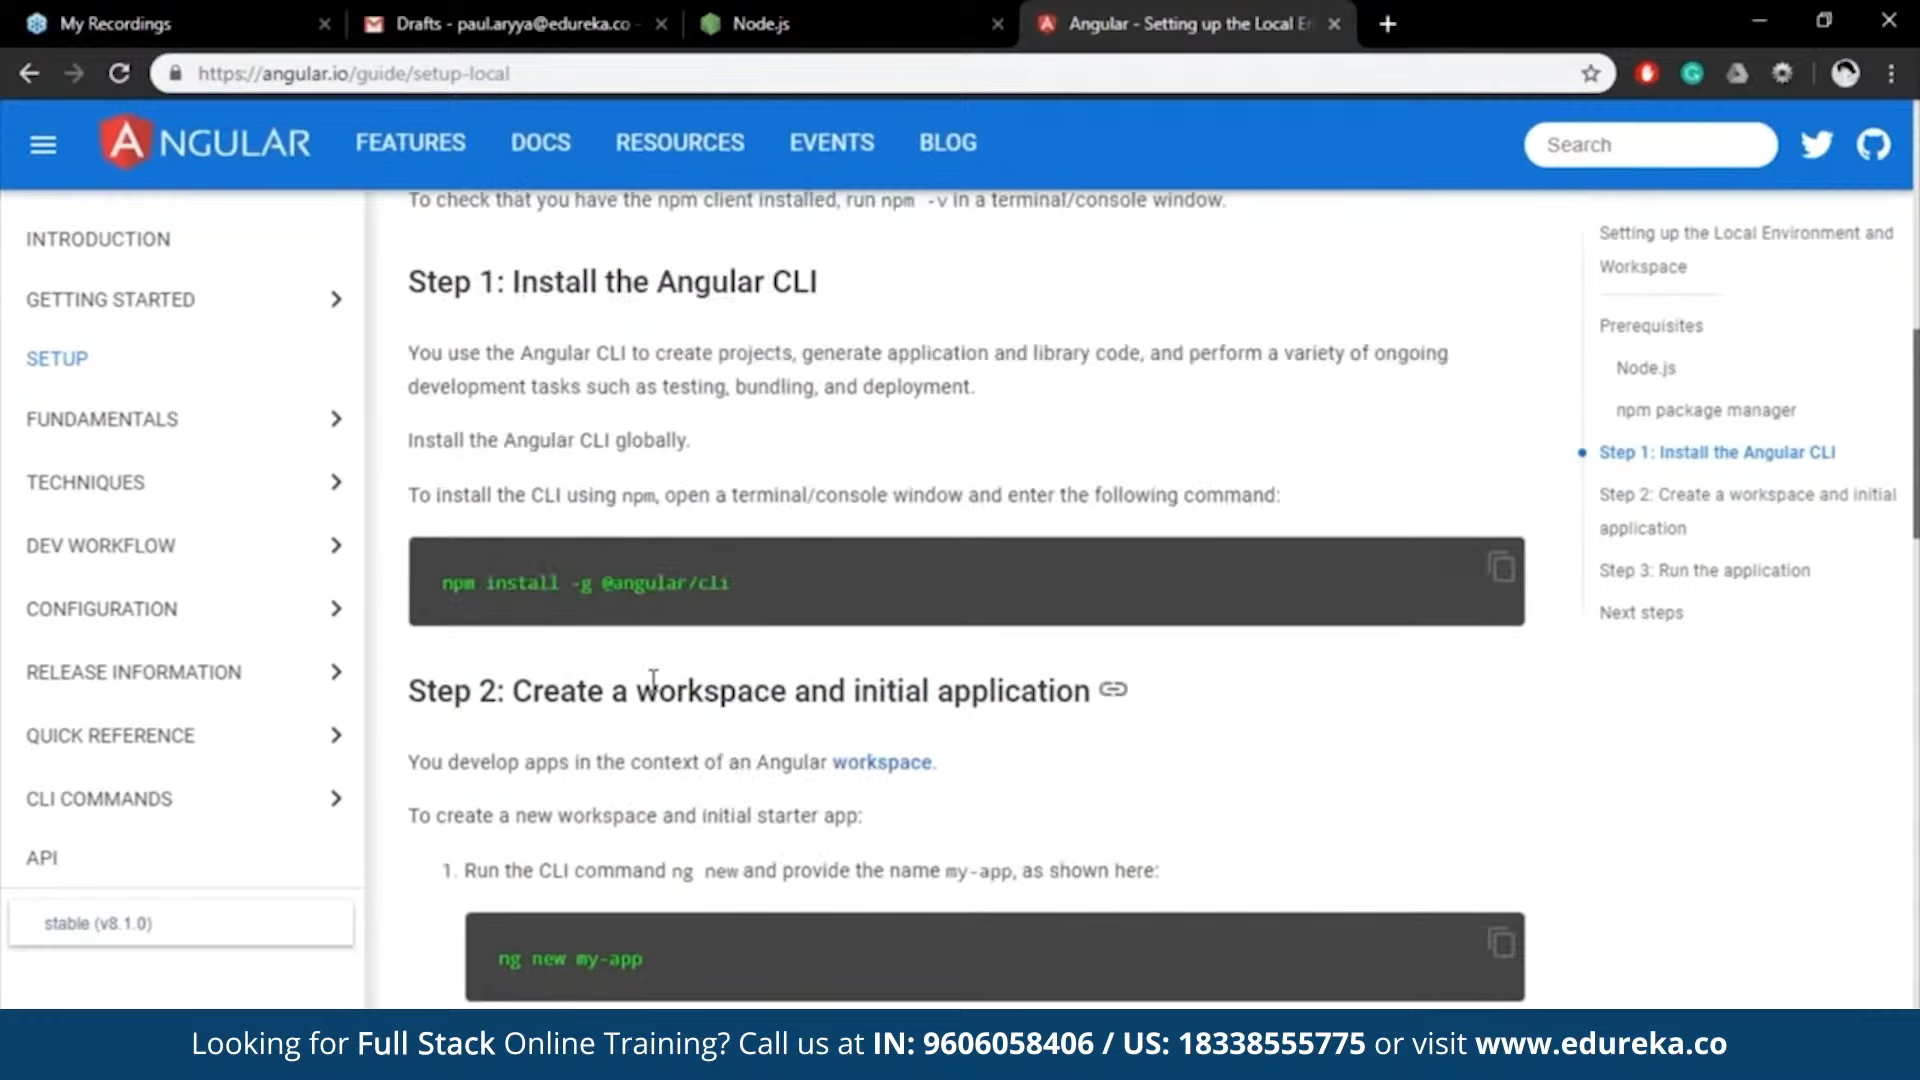 My Recordings
Drafts - paul.aryya@edureka.co -
Node.js
Angular - Setting up the Local En
https://angular.io/guide/setup-local
ANGULAR
FEATURES
DOCS
RESOURCES
EVENTS
BLOG
Search
INTRODUCTION
GETTING STARTED
SETUP
FUNDAMENTALS
TECHNIQUES
DEV WORKFLOW
CONFIGURATION
RELEASE INFORMATION
QUICK REFERENCE
CLI COMMANDS
API
stable (v8.1.0)
To check that you have the npm client installed, run npm -v in a terminal/console window.
Step 1: Install the Angular CLI
You use the Angular CLI to create projects, generate application and library code, and perform a variety of ongoing
development tasks such as testing, bundling, and deployment.
Install the Angular CLI globally.
To install the CLI using npm, open a terminal/console window and enter the following command:
npm install -g @angular/cli
Step 2: Create a workspace and initial application
You develop apps in the context of an Angular workspace.
To create a new workspace and initial starter app:
1. Run the CLI command ng new and provide the name my-app, as shown here:
ng new my-app
Setting up the Local Environment and
Workspace
Prerequisites
Node.js
npm package manager
Step 1: Install the Angular CLI
Step 2: Create a workspace and initial
application
Step 3: Run the application
Next steps
Looking for Full Stack Online Training? Call us at IN: 9606058406 / US: 18338555775 or visit www.edureka.co